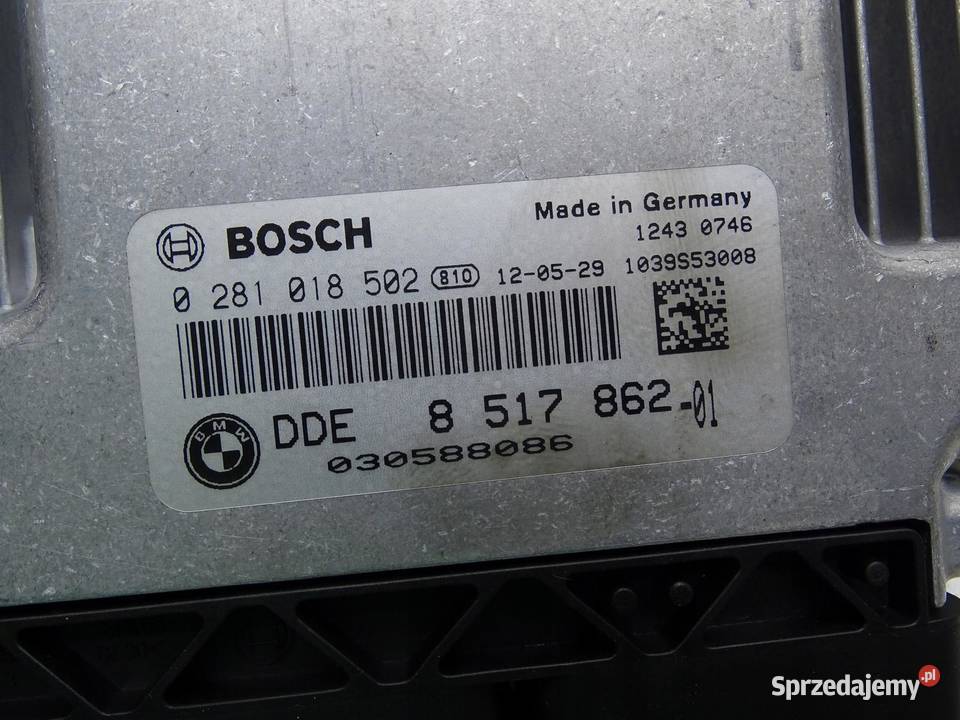 Made in Germany
BOSCH
1243 0746
0 281 018 502 810 12-05-29 1039S53008
BMW
DDE 8 517 862-01
030588086
Sprzedajemy.pl